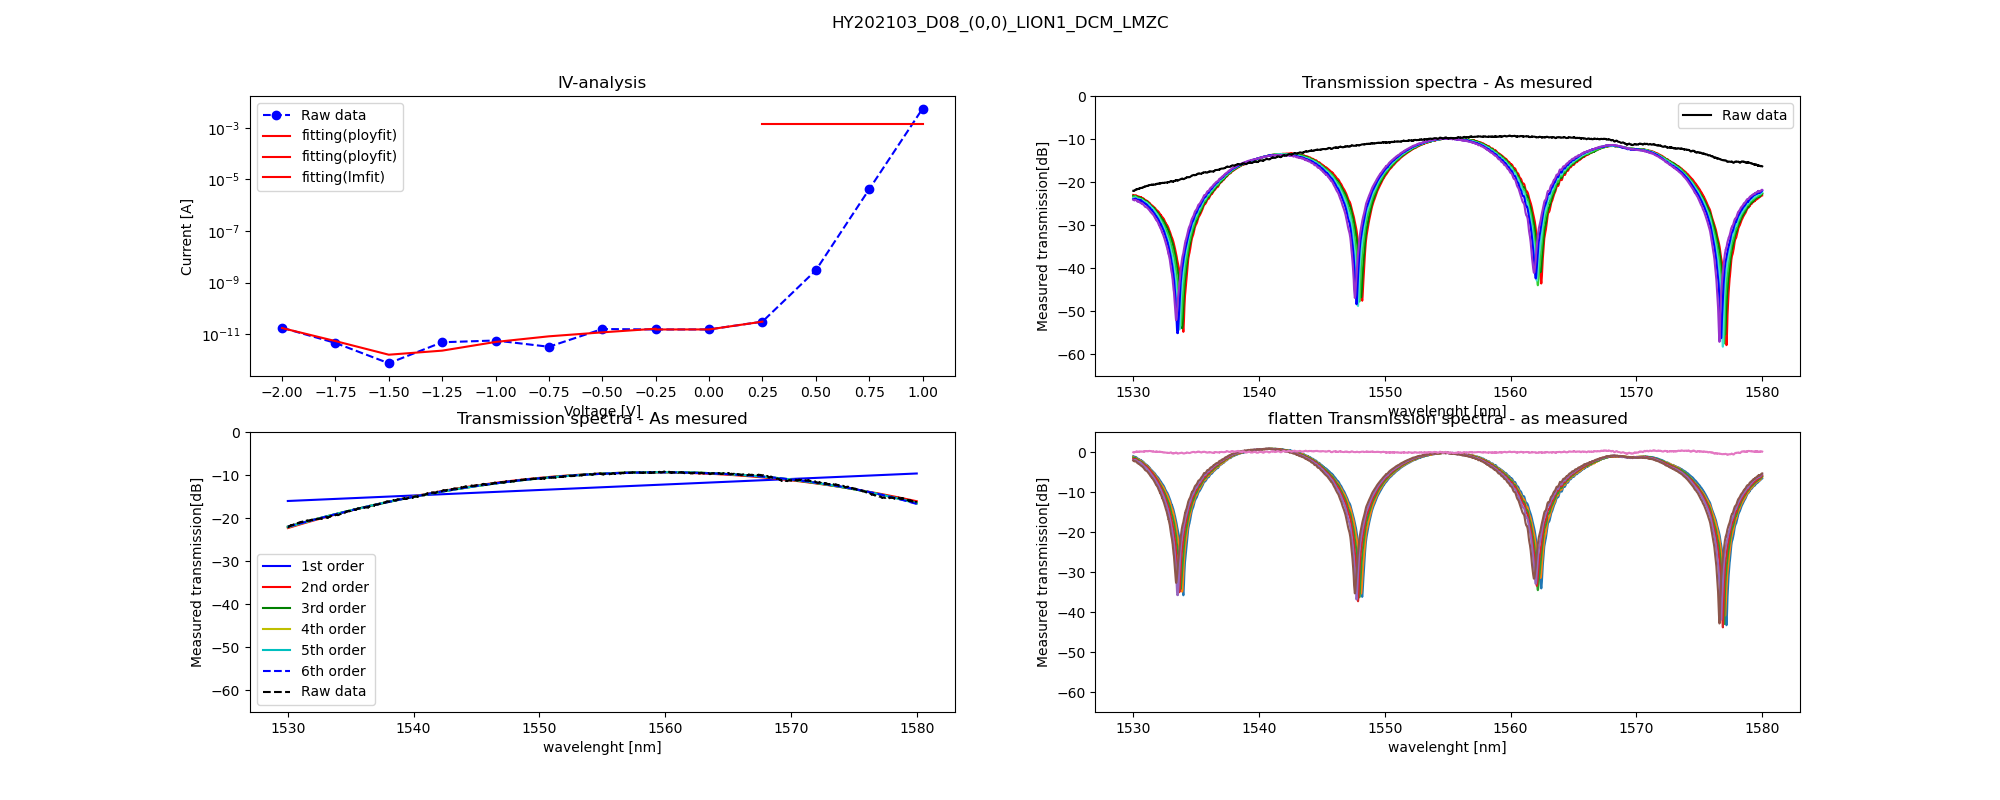 HY202103_D08_(0,0)_LION1_DCM_LMZC
IV-analysis
Raw data
fitting(ployfit)
fitting(ployfit)
fitting(lmfit)
Current [A]
10⁻³
10⁻⁵
10⁻⁷
10⁻⁹
10⁻¹¹
−2.00 −1.75 −1.50 −1.25 −1.00 −0.75 −0.50 −0.25 0.00 0.25 0.50 0.75 1.00
Voltage [V]
Transmission spectra - As mesured
Raw data
Measured transmission[dB]
0
−10
−20
−30
−40
−50
−60
1530 1540 1550 1560 1570 1580
wavelenght [nm]
Transmission spectra - As mesured
Measured transmission[dB]
0
−10
−20
−30
−40
−50
−60
1st order
2nd order
3rd order
4th order
5th order
6th order
Raw data
1530 1540 1550 1560 1570 1580
wavelenght [nm]
flatten Transmission spectra - as measured
Measured transmission[dB]
0
−10
−20
−30
−40
−50
−60
1530 1540 1550 1560 1570 1580
wavelenght [nm]